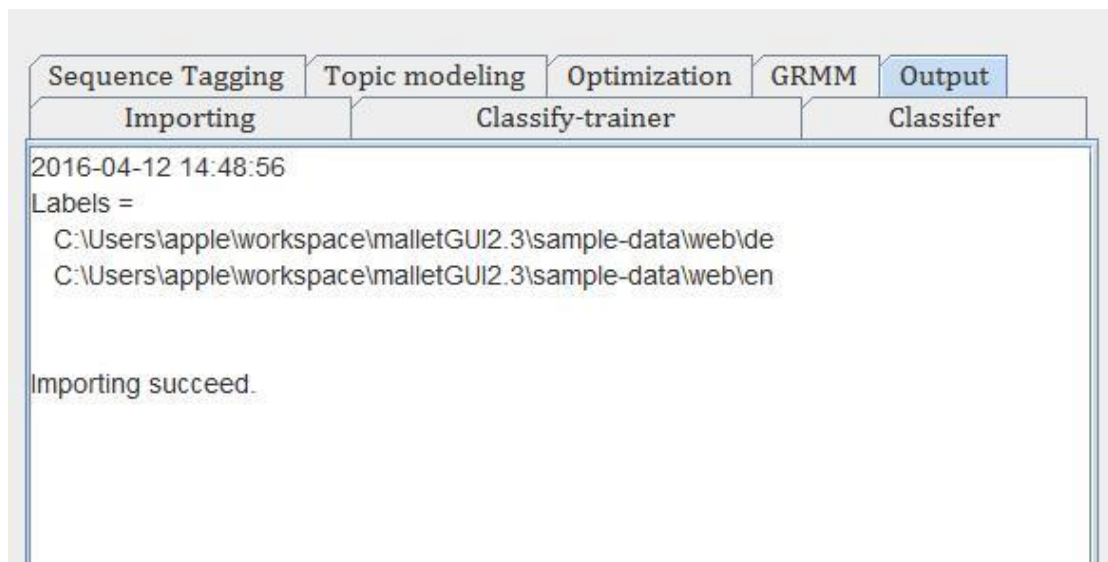 Sequence Tagging Topic modeling Optimization GRMM Output
Importing Classify-trainer Classifer
2016-04-12 14:48:56
Labels =
C:\Users\apple\workspace\malletGUI2.3\sample-data\web\de
C:\Users\apple\workspace\malletGUI2.3\sample-data\web\en
Importing succeed.